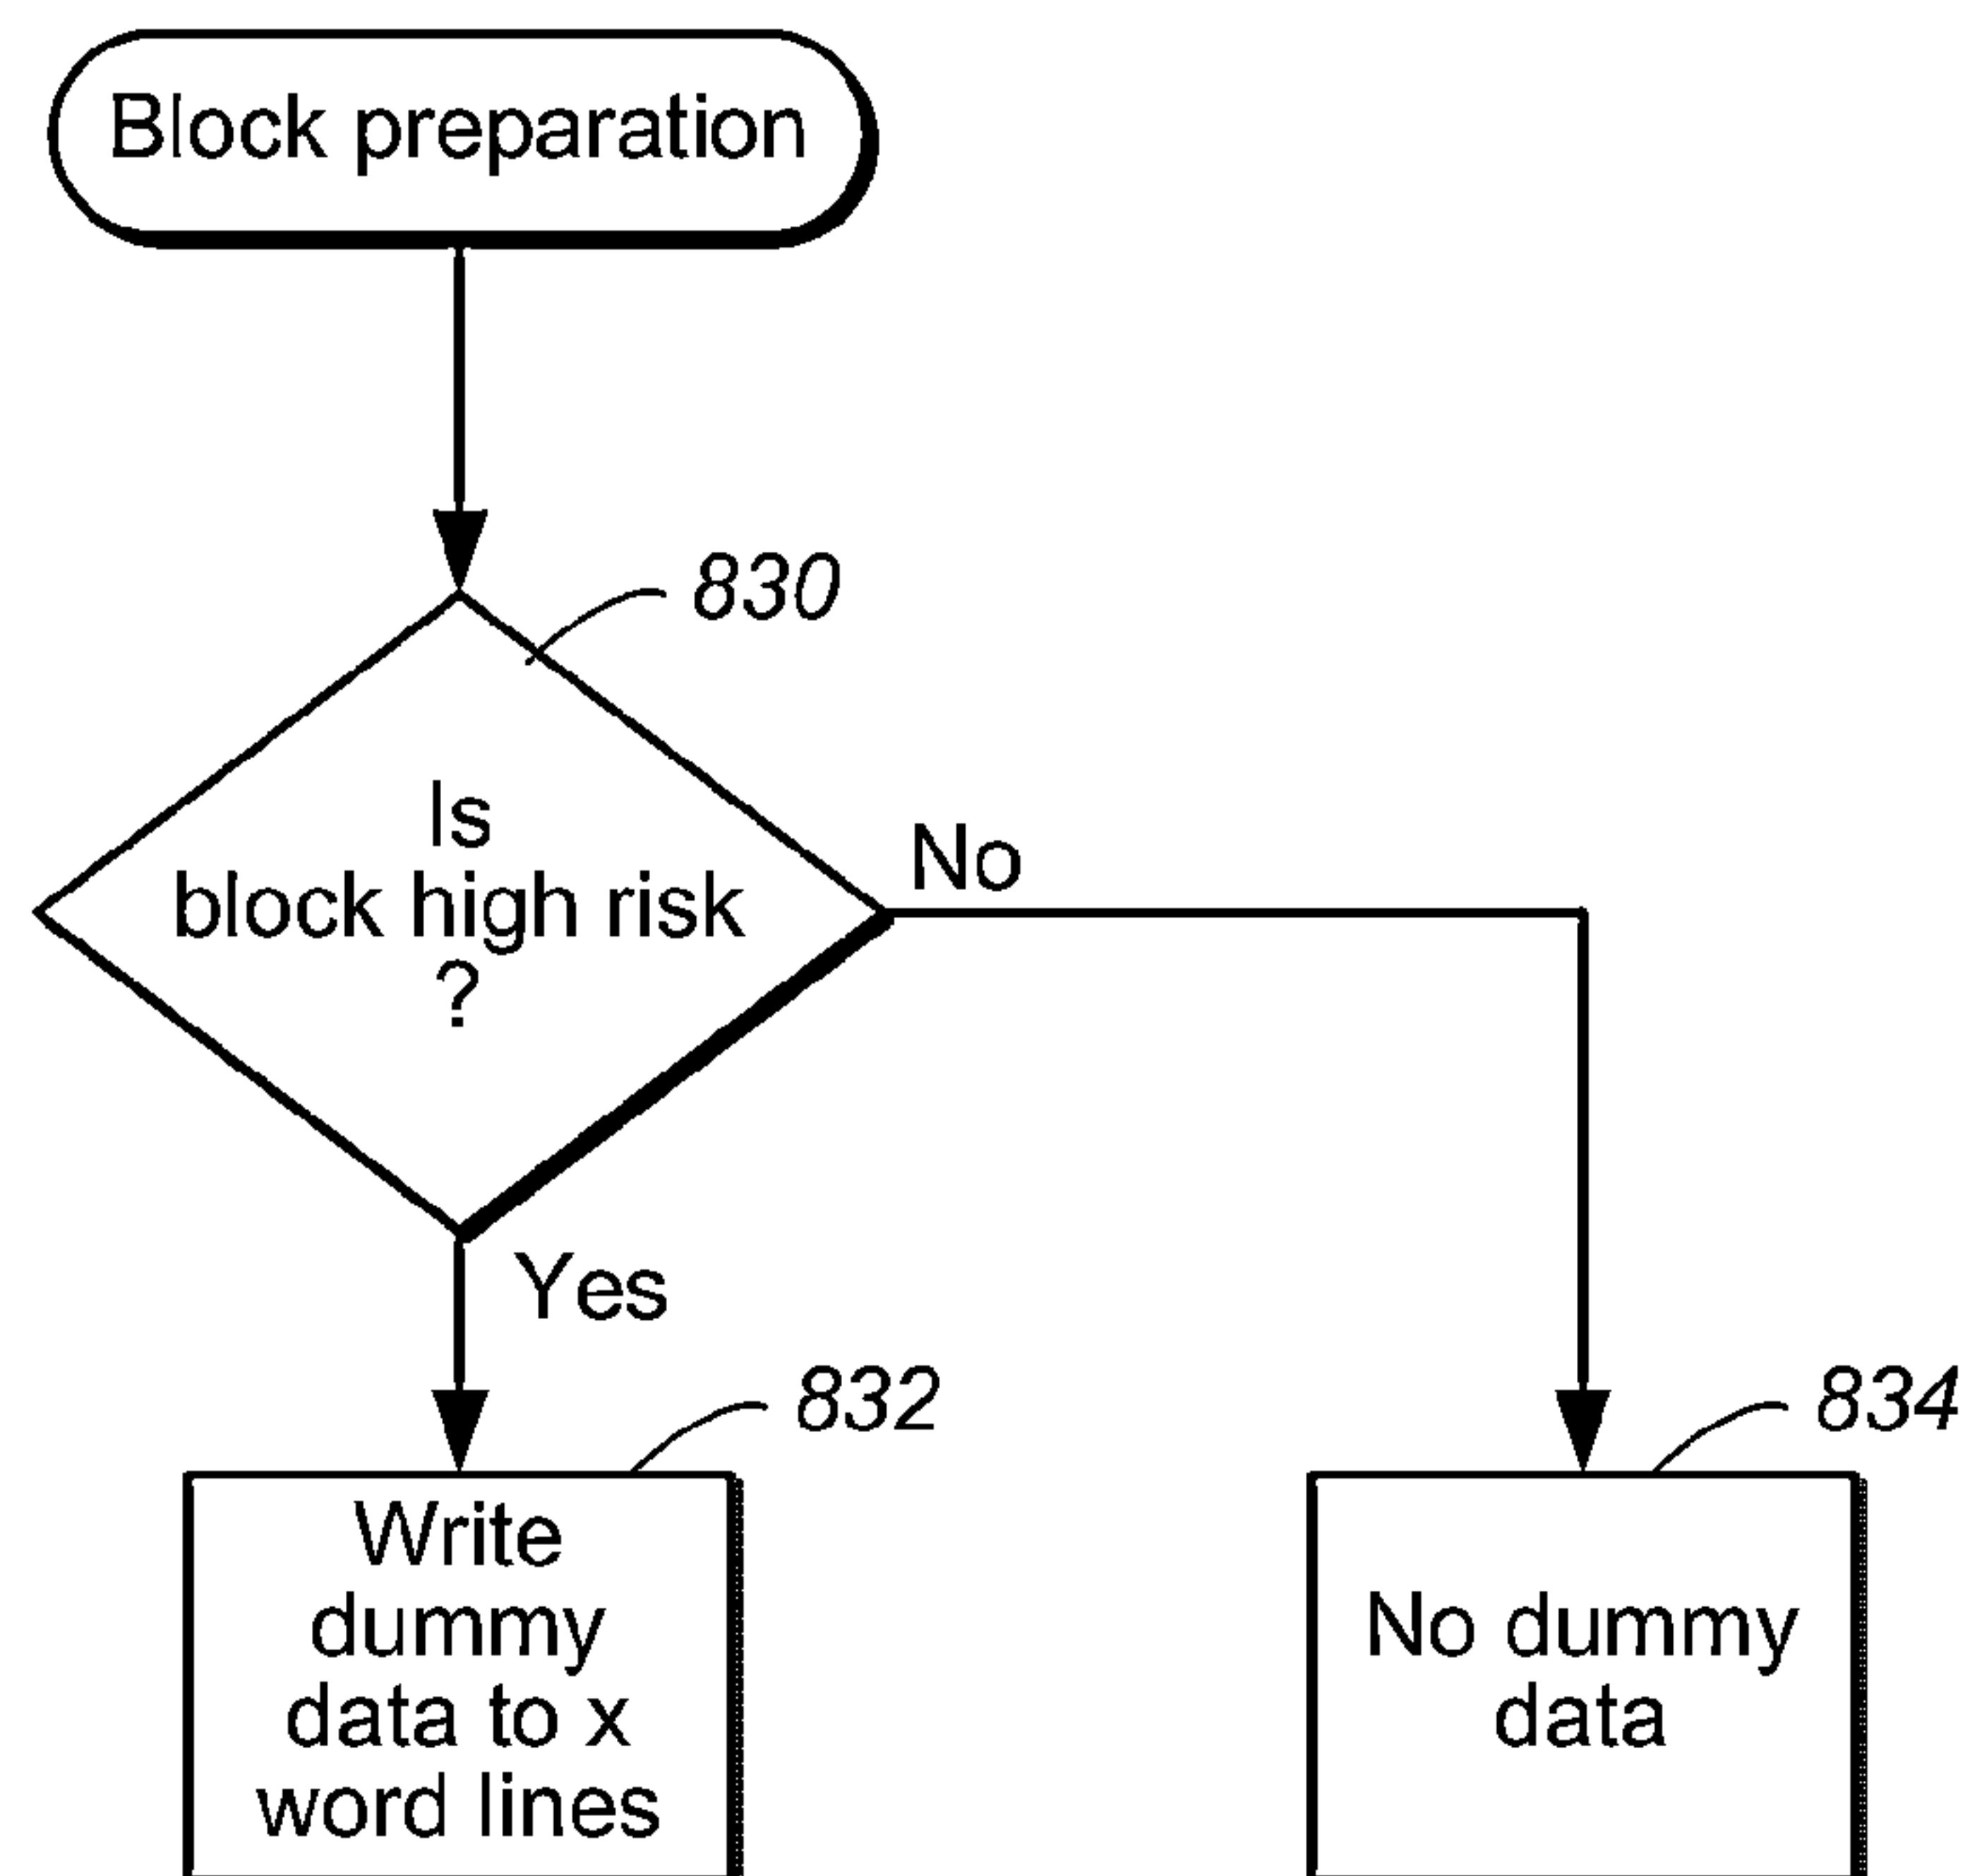 Block preparation
830
Is
block high risk
?
No
Yes
832
834
Write
dummy
data to x
word lines
No dummy
data